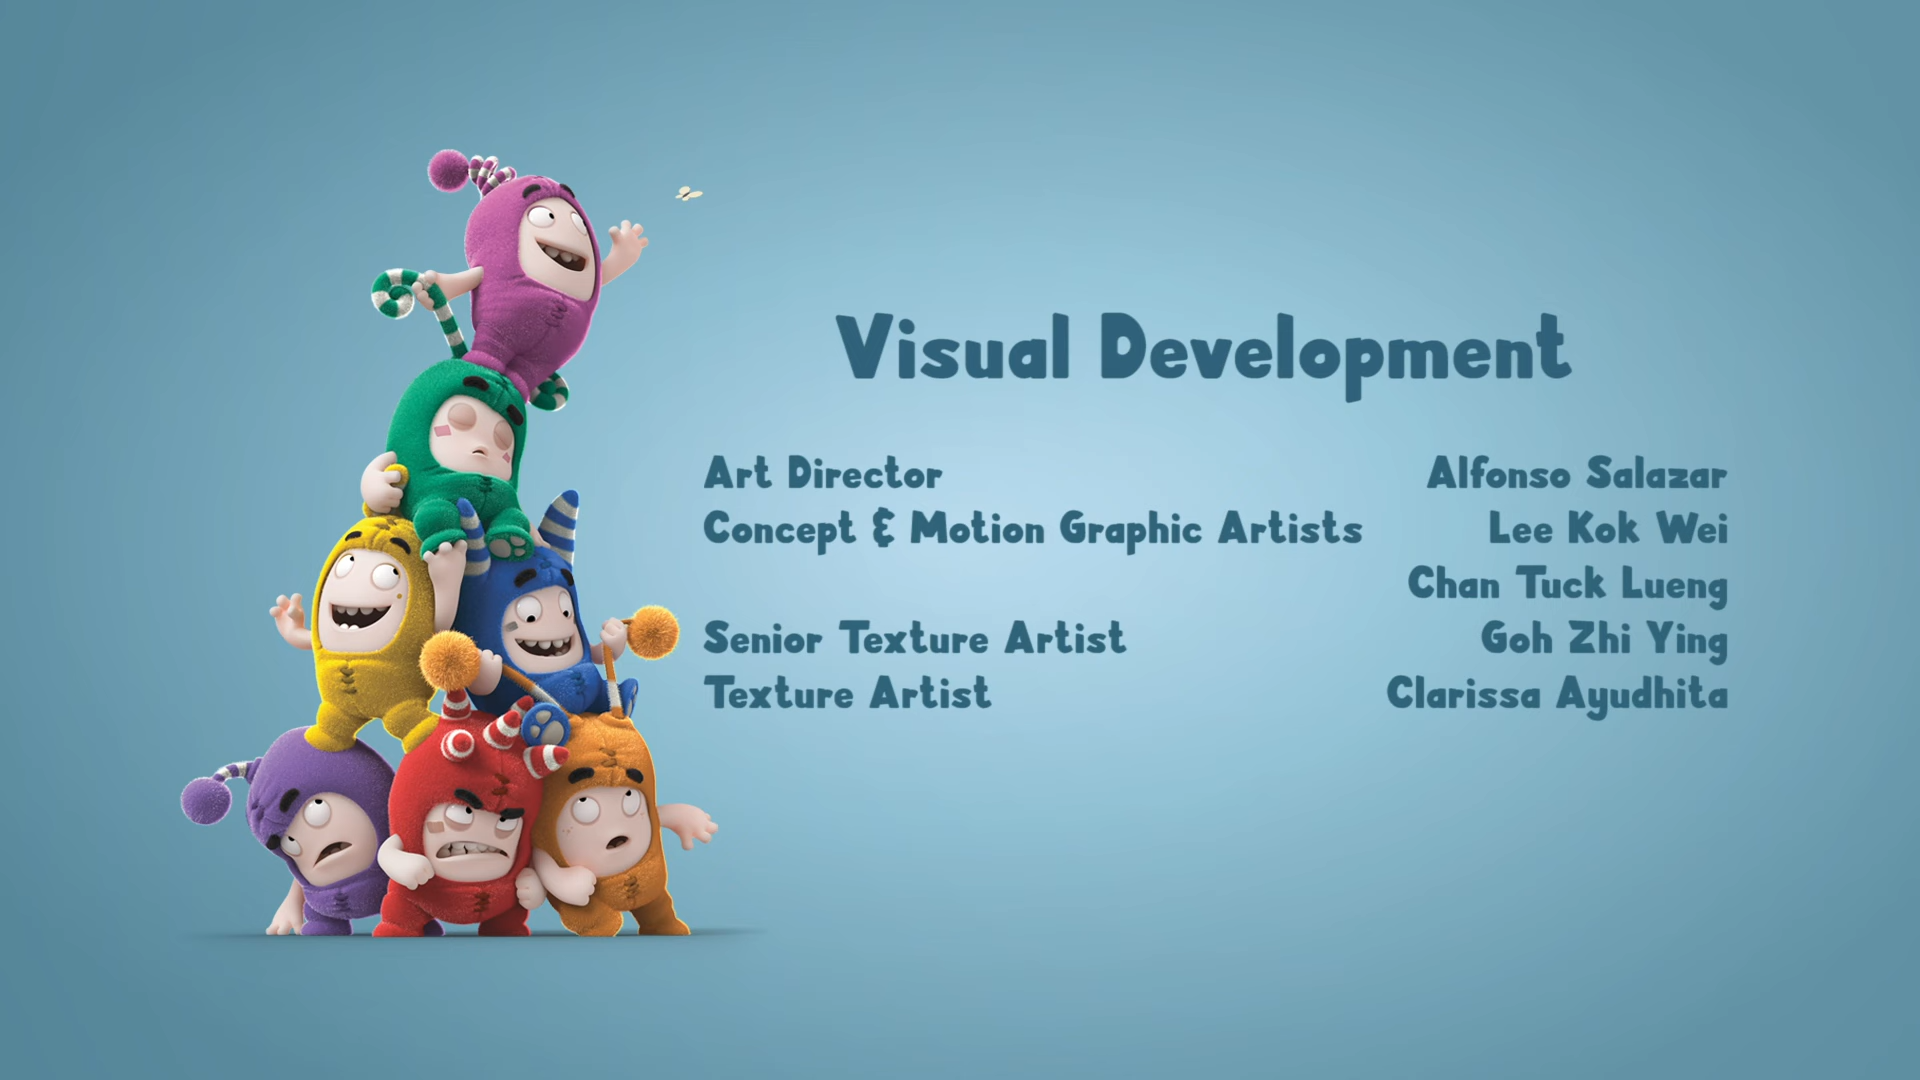 Visual Development
Art Director Alfonso Salazar
Concept & Motion Graphic Artists Lee Kok Wei
Chan Tuck Lueng
Senior Texture Artist Goh Zhi Ying
Texture Artist Clarissa Ayudhita